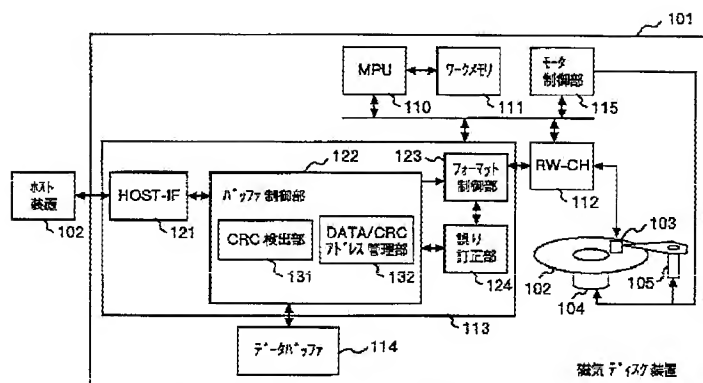 101
MPU
110
ワークメモリ
111
モータ
制御部
115
ホスト
装置
102
HOST-IF
121
122
バッファ制御部
CRC検出部
131
DATA/CRC
アドレス管理部
132
123
フォーマット
制御部
誤り
訂正部
124
RW-CH
112
103
102
104
105
113
データバッファ
114
磁気ディスク装置